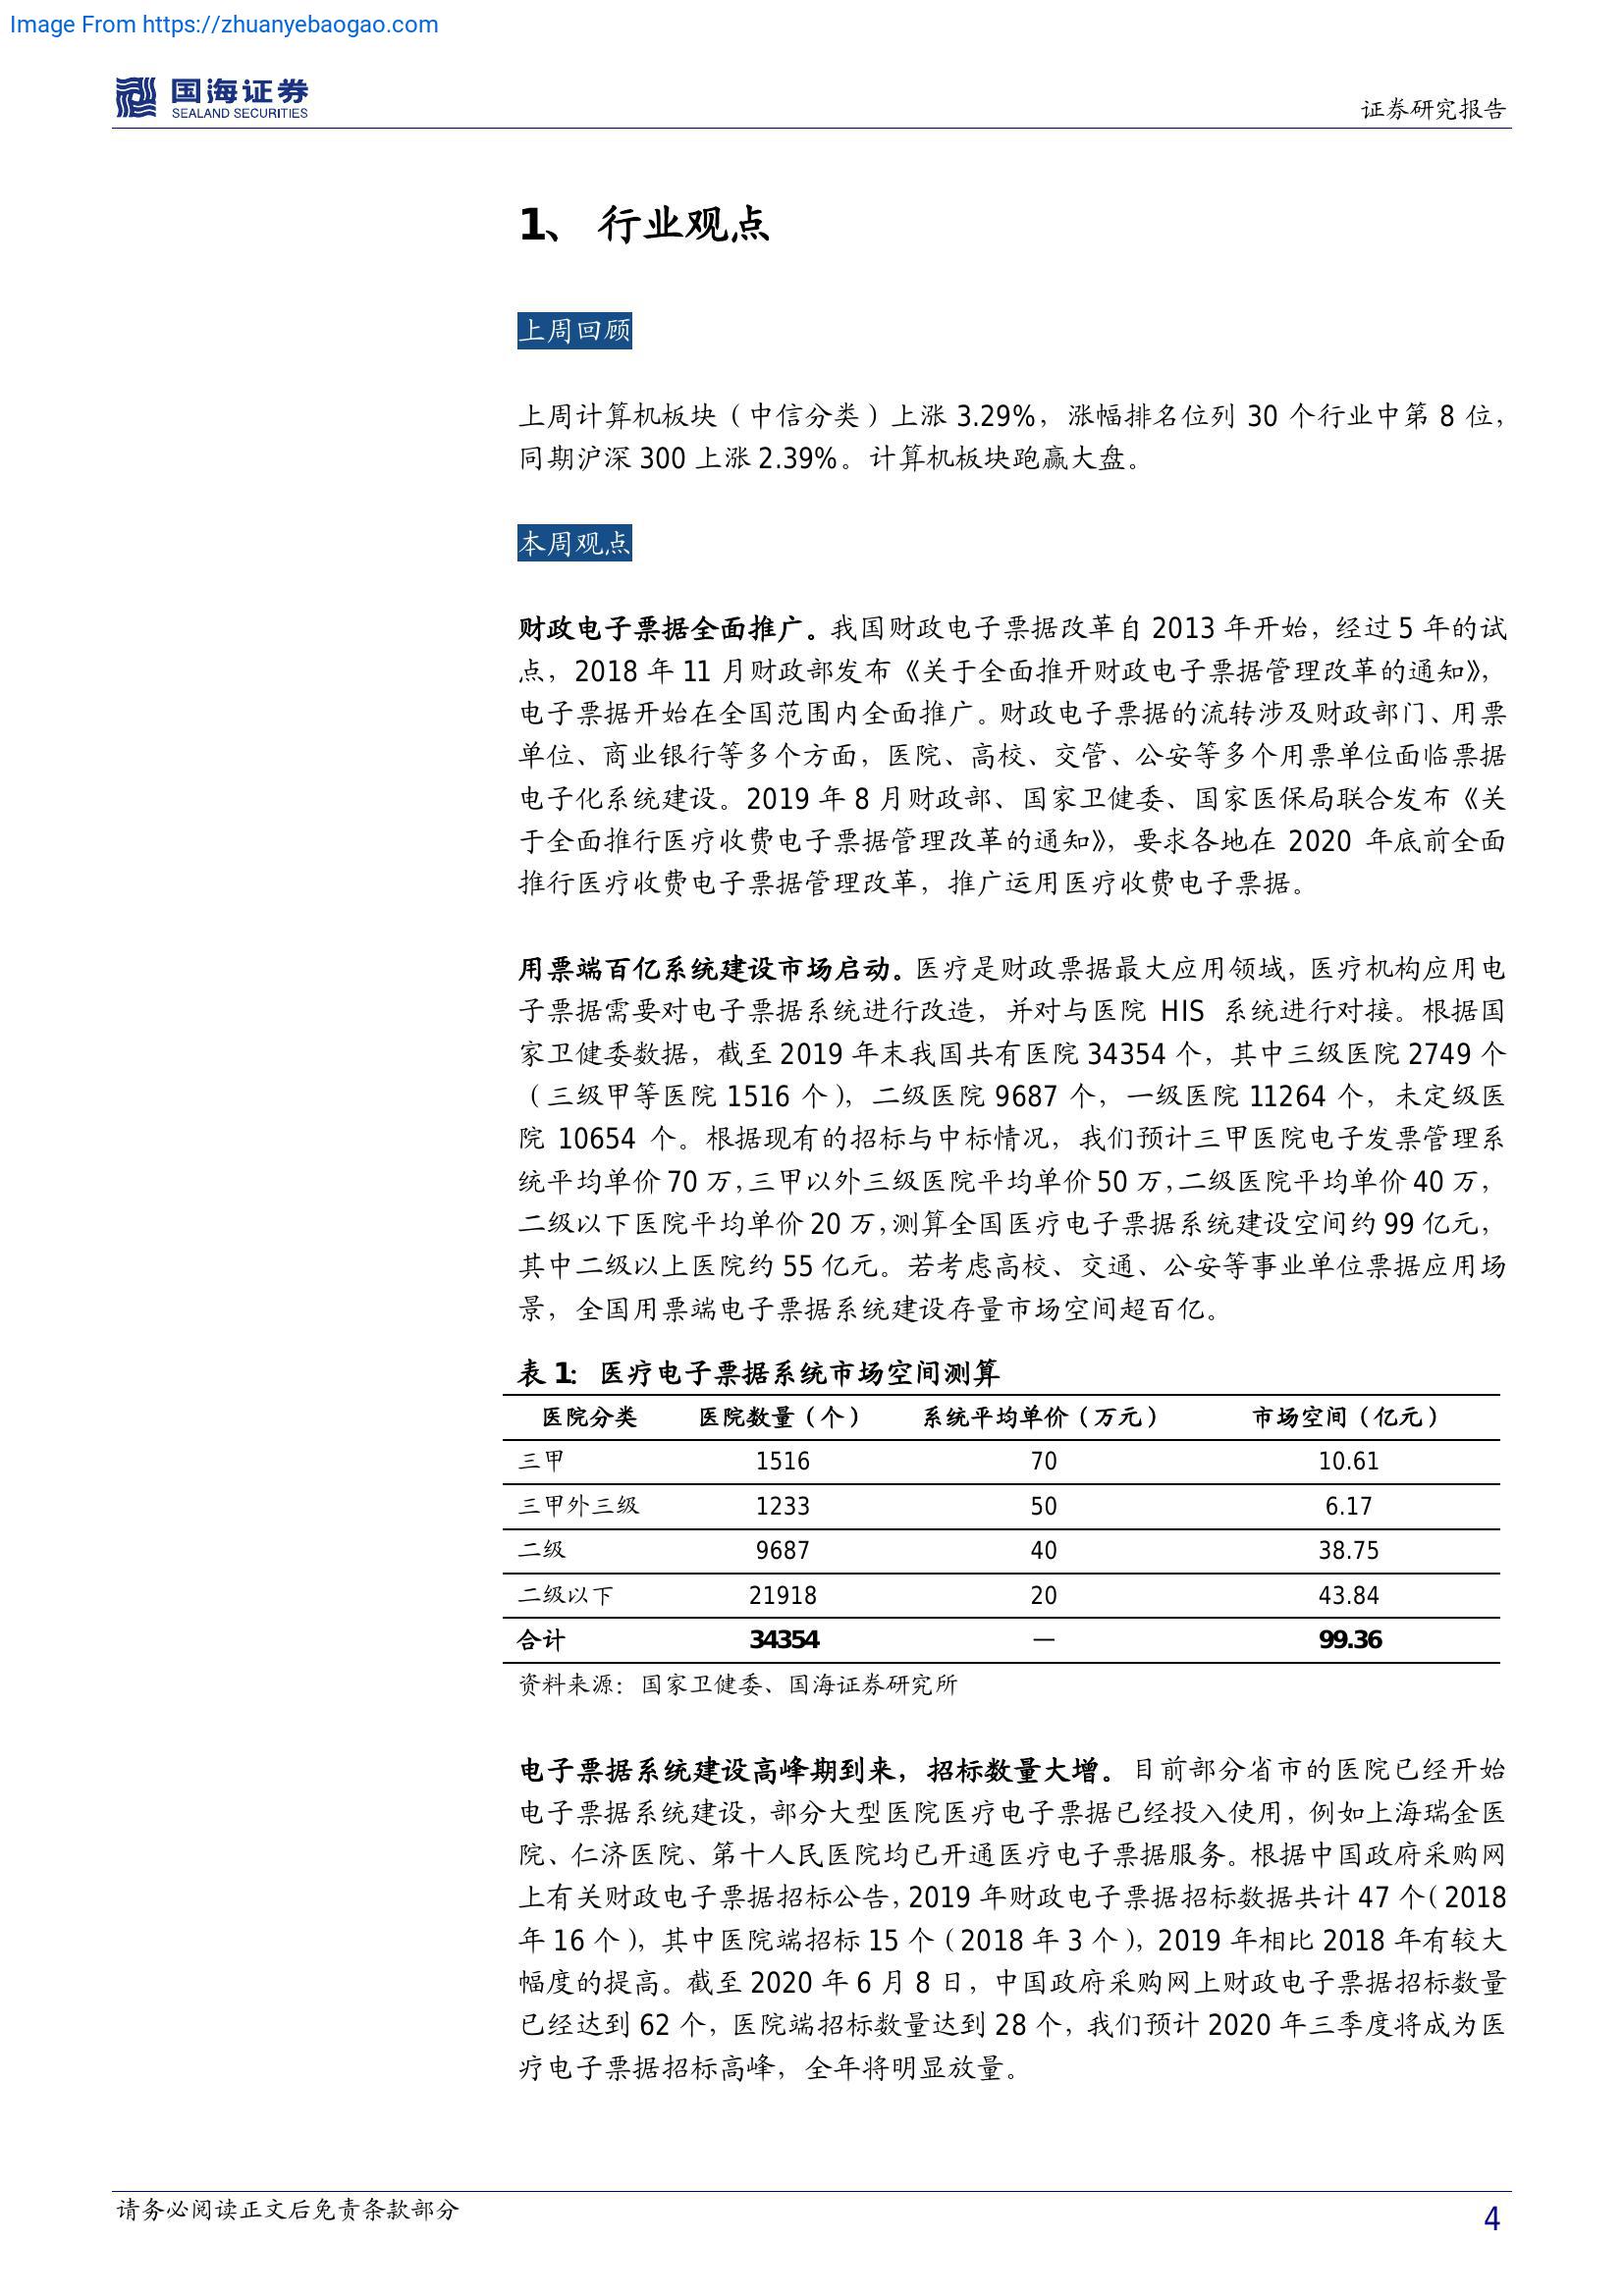 Image From https://zhuanyebaogao.com
国海证券
SEALAND SECURITIES
证券研究报告
1、 行业观点
上周回顾
上周计算机板块（中信分类）上涨 3.29%，涨幅排名位列 30 个行业中第 8 位，
同期沪深 300 上涨 2.39%。计算机板块跑赢大盘。
本周观点
财政电子票据全面推广。我国财政电子票据改革自 2013 年开始，经过 5 年的试
点，2018 年 11 月财政部发布《关于全面推开财政电子票据管理改革的通知》，
电子票据开始在全国范围内全面推广。财政电子票据的流转涉及财政部门、用票
单位、商业银行等多个方面，医院、高校、交管、公安等多个用票单位面临票据
电子化系统建设。2019 年 8 月财政部、国家卫健委、国家医保局联合发布《关
于全面推行医疗收费电子票据管理改革的通知》，要求各地在 2020 年底前全面
推行医疗收费电子票据管理改革，推广运用医疗收费电子票据。
用票端百亿系统建设市场启动。医疗是财政票据最大应用领域，医疗机构应用电
子票据需要对电子票据系统进行改造，并对与医院 HIS 系统进行对接。根据国
家卫健委数据，截至 2019 年末我国共有医院 34354 个，其中三级医院 2749 个
（三级甲等医院 1516 个），二级医院 9687 个，一级医院 11264 个，未定级医
院 10654 个。根据现有的招标与中标情况，我们预计三甲医院电子发票管理系
统平均单价 70 万，三甲以外三级医院平均单价 50 万，二级医院平均单价 40 万，
二级以下医院平均单价 20 万，测算全国医疗电子票据系统建设空间约 99 亿元，
其中二级以上医院约 55 亿元。若考虑高校、交通、公安等事业单位票据应用场
景，全国用票端电子票据系统建设存量市场空间超百亿。
表 1： 医疗电子票据系统市场空间测算
医院分类 医院数量（个） 系统平均单价（万元） 市场空间（亿元）
三甲 1516 70 10.61
三甲外三级 1233 50 6.17
二级 9687 40 38.75
二级以下 21918 20 43.84
合计 34354 — 99.36
资料来源：国家卫健委、国海证券研究所
电子票据系统建设高峰期到来，招标数量大增。目前部分省市的医院已经开始
电子票据系统建设，部分大型医院医疗电子票据已经投入使用，例如上海瑞金医
院、仁济医院、第十人民医院均已开通医疗电子票据服务。根据中国政府采购网
上有关财政电子票据招标公告，2019 年财政电子票据招标数据共计 47 个（2018
年 16 个），其中医院端招标 15 个（2018 年 3 个），2019 年相比 2018 年有较大
幅度的提高。截至 2020 年 6 月 8 日，中国政府采购网上财政电子票据招标数量
已经达到 62 个，医院端招标数量达到 28 个，我们预计 2020 年三季度将成为医
疗电子票据招标高峰，全年将明显放量。
请务必阅读正文后免责条款部分
4